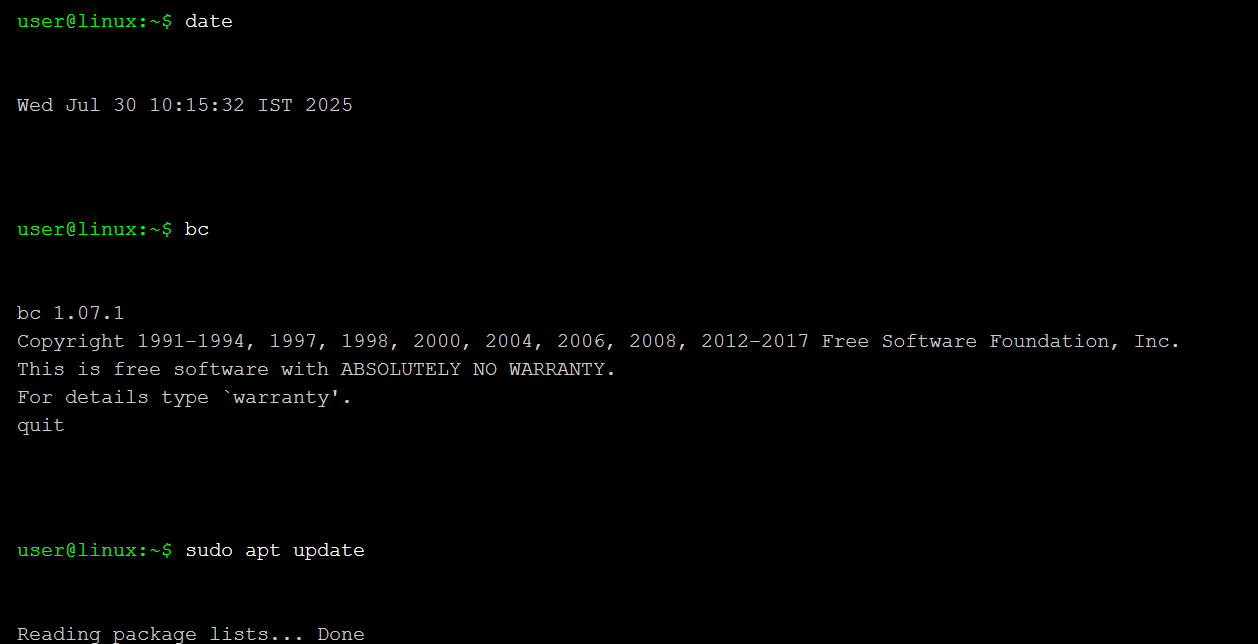 user@linux:~$ date
Wed Jul 30 10:15:32 IST 2025
user@linux:~$ bc
bc 1.07.1
Copyright 1991-1994, 1997, 1998, 2000, 2004, 2006, 2008, 2012-2017 Free Software Foundation, Inc.
This is free software with ABSOLUTELY NO WARRANTY.
For details type `warranty'.
quit
user@linux:~$ sudo apt update
Reading package lists... Done